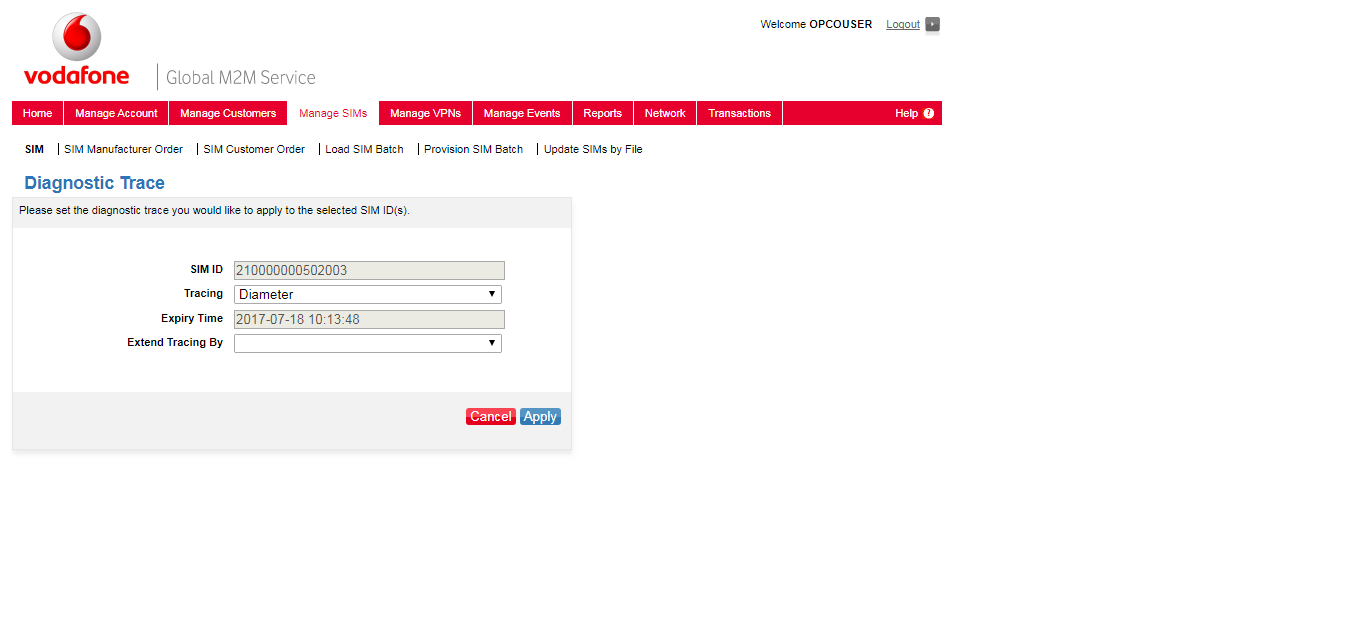 Welcome OPCOUSER Logout
vodafone Global M2M Service
Home Manage Account Manage Customers Manage SIMs Manage VPNs Manage Events Reports Network Transactions Help ?
SIM SIM Manufacturer Order SIM Customer Order Load SIM Batch Provision SIM Batch Update SIMs by File
Diagnostic Trace
Please set the diagnostic trace you would like to apply to the selected SIM ID(s).
SIM ID 210000000502003
Tracing Diameter
Expiry Time 2017-07-18 10:13:48
Extend Tracing By
Cancel Apply